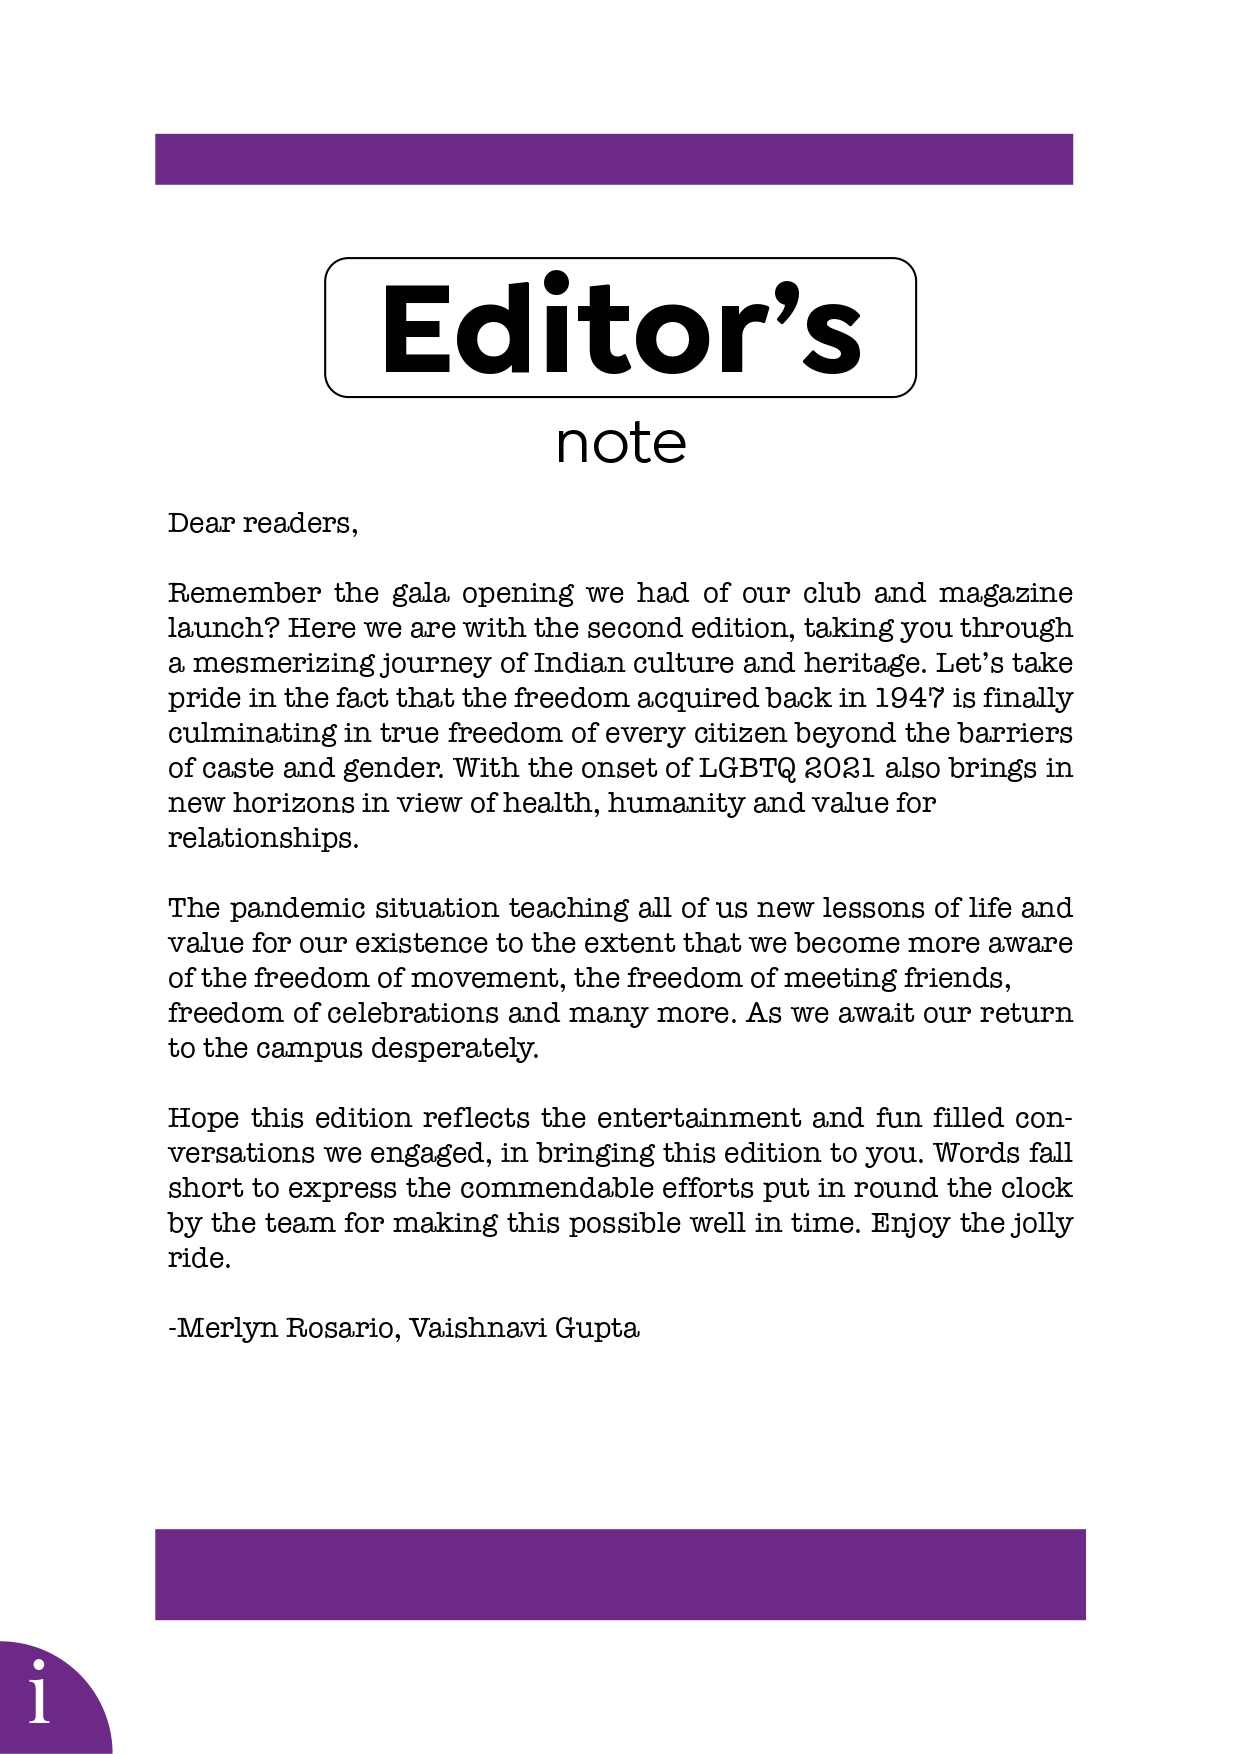 Editor’s
note
Dear readers,
Remember the gala opening we had of our club and magazine
launch? Here we are with the second edition, taking you through
a mesmerizing journey of Indian culture and heritage. Let’s take
pride in the fact that the freedom acquired back in 1947 is finally
culminating in true freedom of every citizen beyond the barriers
of caste and gender. With the onset of LGBTQ 2021 also brings in
new horizons in view of health, humanity and value for
relationships.
The pandemic situation teaching all of us new lessons of life and
value for our existence to the extent that we become more aware
of the freedom of movement, the freedom of meeting friends,
freedom of celebrations and many more. As we await our return
to the campus desperately.
Hope this edition reflects the entertainment and fun filled con-
versations we engaged, in bringing this edition to you. Words fall
short to express the commendable efforts put in round the clock
by the team for making this possible well in time. Enjoy the jolly
ride.
-Merlyn Rosario, Vaishnavi Gupta
i